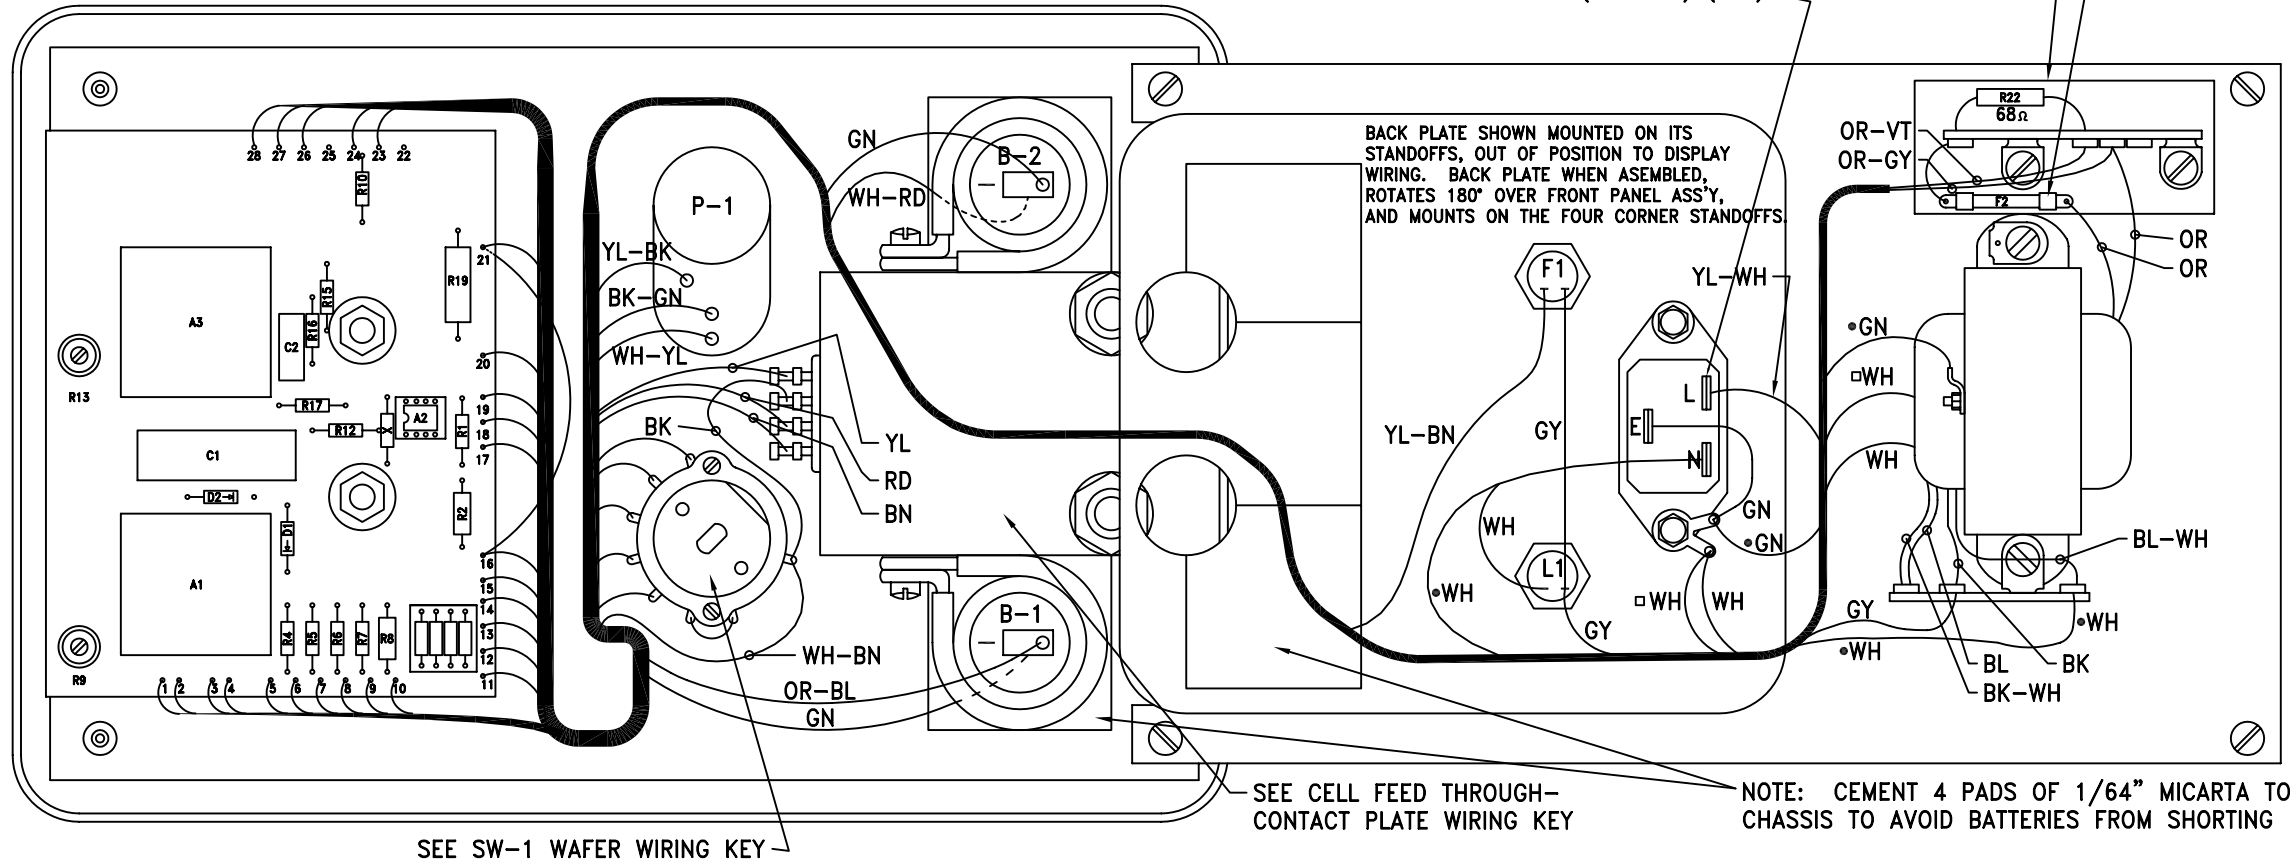 28 27 26 25 24 23 22
R10
21
R19
A3
R15
R16
C2
R13
20
R17
R12
A2
R1
19
18
17
C1
D2
R2
D1
A1
16
15
14
13
12
11
R4 R5 R6 R7 R8
R9
1 2 3 4 5 6 7 8 9 10
P-1
YL-BK
BK-GN
WH-YL
BK
GN
WH-RD
B-2
YL
RD
BN
B-1
WH-BN
OR-BL
GN
SEE SW-1 WAFER WIRING KEY
SEE CELL FEED THROUGH-
CONTACT PLATE WIRING KEY
BACK PLATE SHOWN MOUNTED ON ITS
STANDOFFS, OUT OF POSITION TO DISPLAY
WIRING. BACK PLATE WHEN ASEMBLED,
ROTATES 180° OVER FRONT PANEL ASS'Y,
AND MOUNTS ON THE FOUR CORNER STANDOFFS.
F1
YL-WH
L
E
N
YL-BN
GY
WH
GN
GN
L1
WH
WH
WH
GY
R22
68Ω
OR-VT
OR-GY
F2
OR
OR
GN
WH
WH
BL-WH
GY
WH
WH
BL
BK
BK-WH
NOTE: CEMENT 4 PADS OF 1/64" MICARTA TO
CHASSIS TO AVOID BATTERIES FROM SHORTING